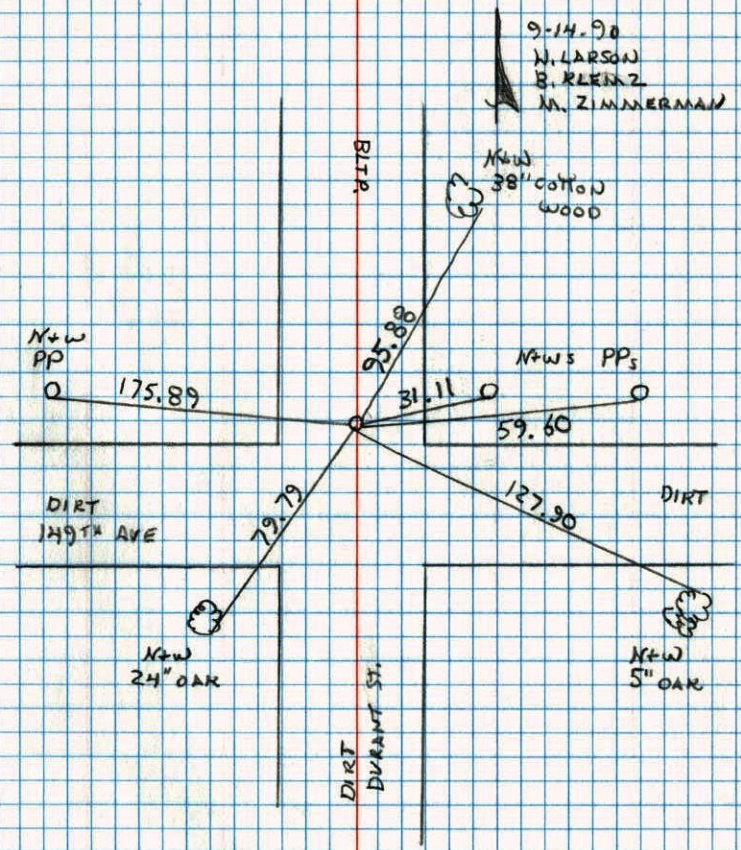 9-14-90
N. LARSON
B. KLEMZ
M. ZIMMERMAN
BLTP.
N+W
38" COTTON
WOOD
95.80
N+W
PP
175.89
31.11
N+Ws PPs
59.60
DIRT
149TH AVE
79.79
127.90
DIRT
N+W
24" OAK
N+W
5" OAK
DIRT
DURANT ST.